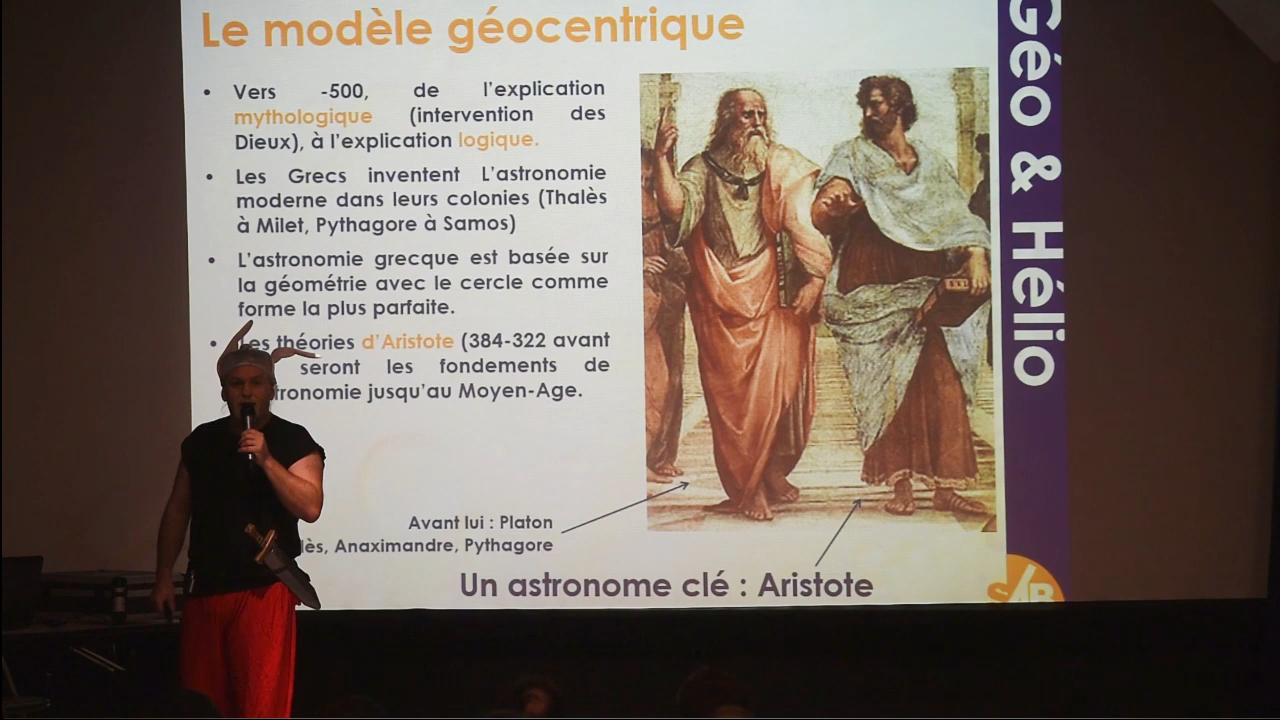 Le modèle géocentrique
• Vers -500, de l'explication
mythologique (intervention des
Dieux), à l'explication logique.
• Les Grecs inventent L'astronomie
moderne dans leurs colonies (Thalès
à Milet, Pythagore à Samos)
• L'astronomie grecque est basée sur
la géométrie avec le cercle comme
forme la plus parfaite.
• Les théories d'Aristote (384-322 avant
seront les fondements de
tronomie jusqu'au Moyen-Age.
Avant lui : Platon
lès, Anaximandre, Pythagore
Un astronome clé : Aristote
Géo & Hélio